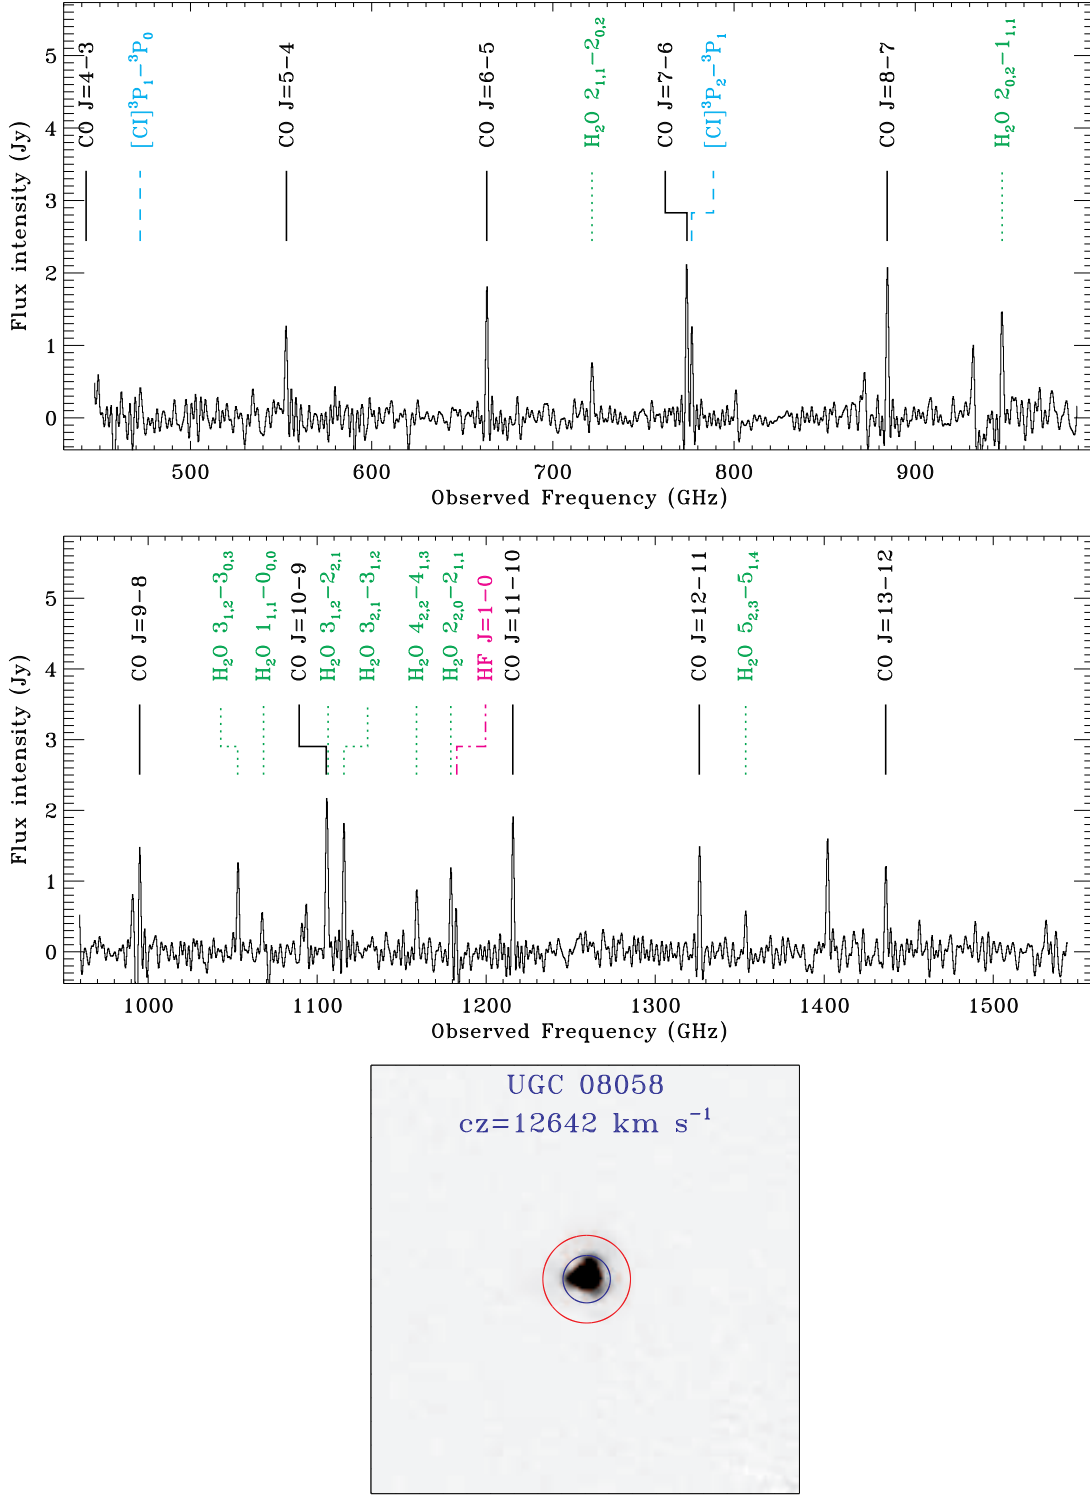 CO J=4−3
[CI]³P₁−³P₀
CO J=5−4
CO J=6−5
H₂O 2₁,₁−2₀,₂
CO J=7−6
[CI]³P₂−³P₁
CO J=8−7
H₂O 2₀,₂−1₁,₁
5
4
3
2
1
0
Flux intensity (Jy)
500 600 700 800 900
Observed Frequency (GHz)
CO J=9−8
H₂O 3₁,₂−3₀,₃
H₂O 1₁,₁−0₀,₀
CO J=10−9
H₂O 3₁,₂−2₂,₁
H₂O 3₂,₁−3₁,₂
H₂O 4₂,₂−4₁,₃
H₂O 2₂,₀−2₁,₁
HF J=1−0
CO J=11−10
CO J=12−11
H₂O 5₂,₃−5₁,₄
CO J=13−12
5
4
3
2
1
0
Flux intensity (Jy)
1000 1100 1200 1300 1400 1500
Observed Frequency (GHz)
UGC 08058
cz=12642 km s⁻¹